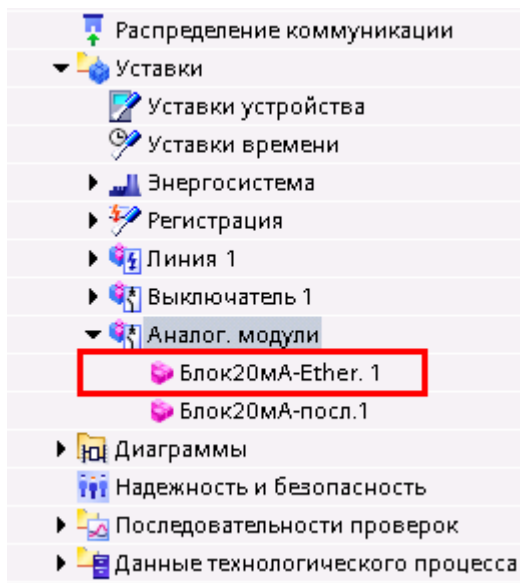 Распределение коммуникации
Уставки
Уставки устройства
Уставки времени
Энергосистема
Регистрация
Линия 1
Выключатель 1
Аналог. модули
Блок20мА-Ether. 1
Блок20мА-посл.1
Диаграммы
Надежность и безопасность
Последовательности проверок
Данные технологического процесса